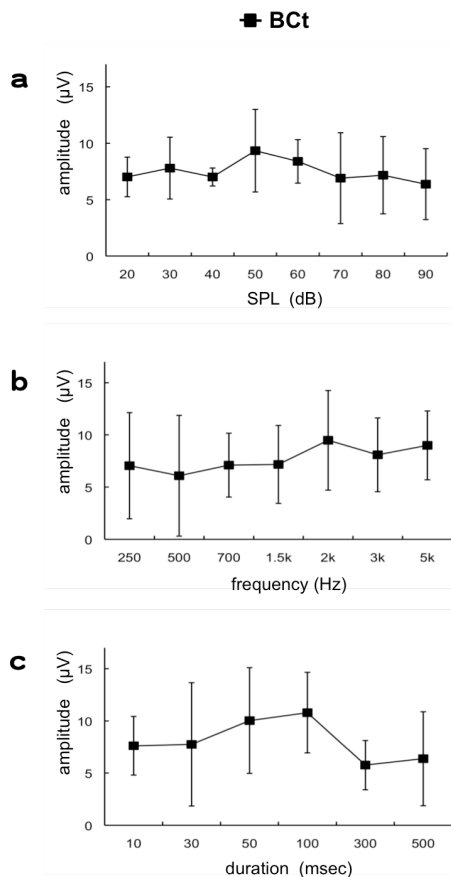 BCt
a
amplitude (µV)
15
10
5
0
20 30 40 50 60 70 80 90
SPL (dB)
b
amplitude (µV)
15
10
5
0
250 500 700 1.5k 2k 3k 5k
frequency (Hz)
c
amplitude (µV)
15
10
5
0
10 30 50 100 300 500
duration (msec)